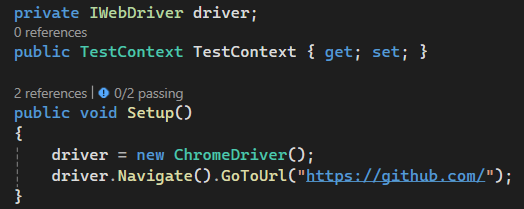 private IWebDriver driver;
0 references
public TestContext TestContext { get; set; }
2 references | 0/2 passing
public void Setup()
{
driver = new ChromeDriver();
driver.Navigate().GoToUrl("https://github.com/");
}